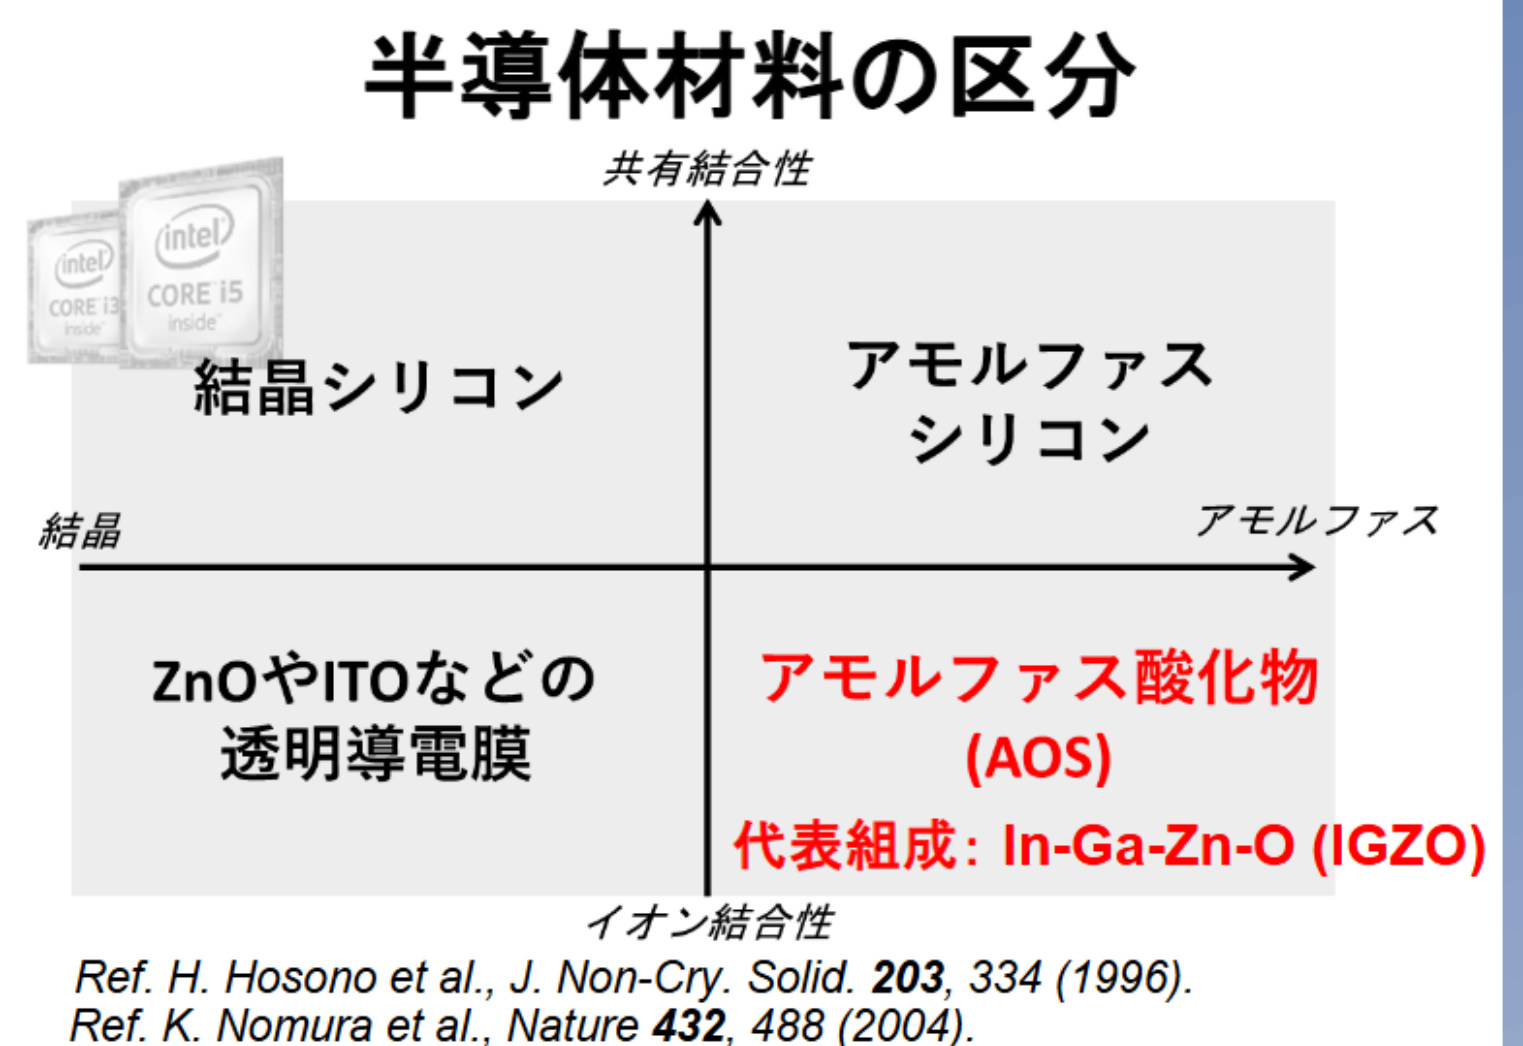 半導体材料の区分
共有結合性
intel
CORE i3
inside™
intel
CORE i5
inside™
結晶シリコン
アモルファス
シリコン
結晶
アモルファス
ZnOやITOなどの
透明導電膜
アモルファス酸化物
(AOS)
代表組成： In-Ga-Zn-O (IGZO)
イオン結合性
Ref. H. Hosono et al., J. Non-Cry. Solid. 203, 334 (1996).
Ref. K. Nomura et al., Nature 432, 488 (2004).